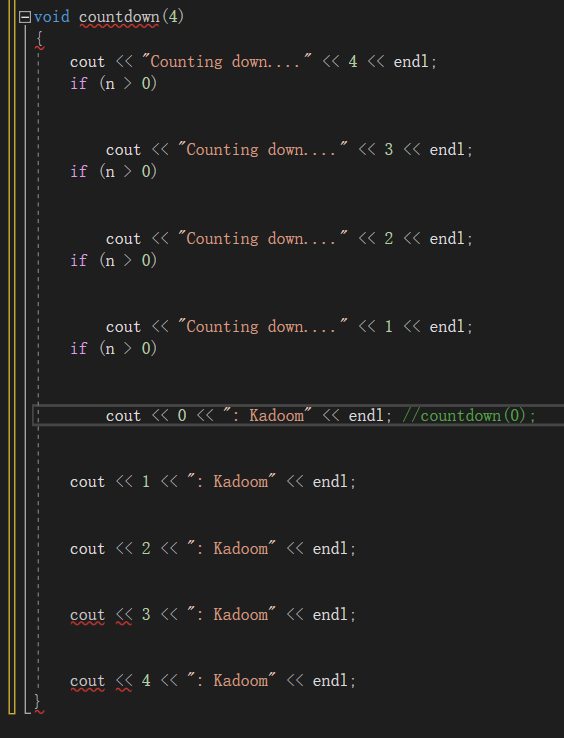 void countdown(4)
{
cout << "Counting down...." << 4 << endl;
if (n > 0)
cout << "Counting down...." << 3 << endl;
if (n > 0)
cout << "Counting down...." << 2 << endl;
if (n > 0)
cout << "Counting down...." << 1 << endl;
if (n > 0)
cout << 0 << ": Kadoom" << endl; //countdown(0);
cout << 1 << ": Kadoom" << endl;
cout << 2 << ": Kadoom" << endl;
cout << 3 << ": Kadoom" << endl;
cout << 4 << ": Kadoom" << endl;
}